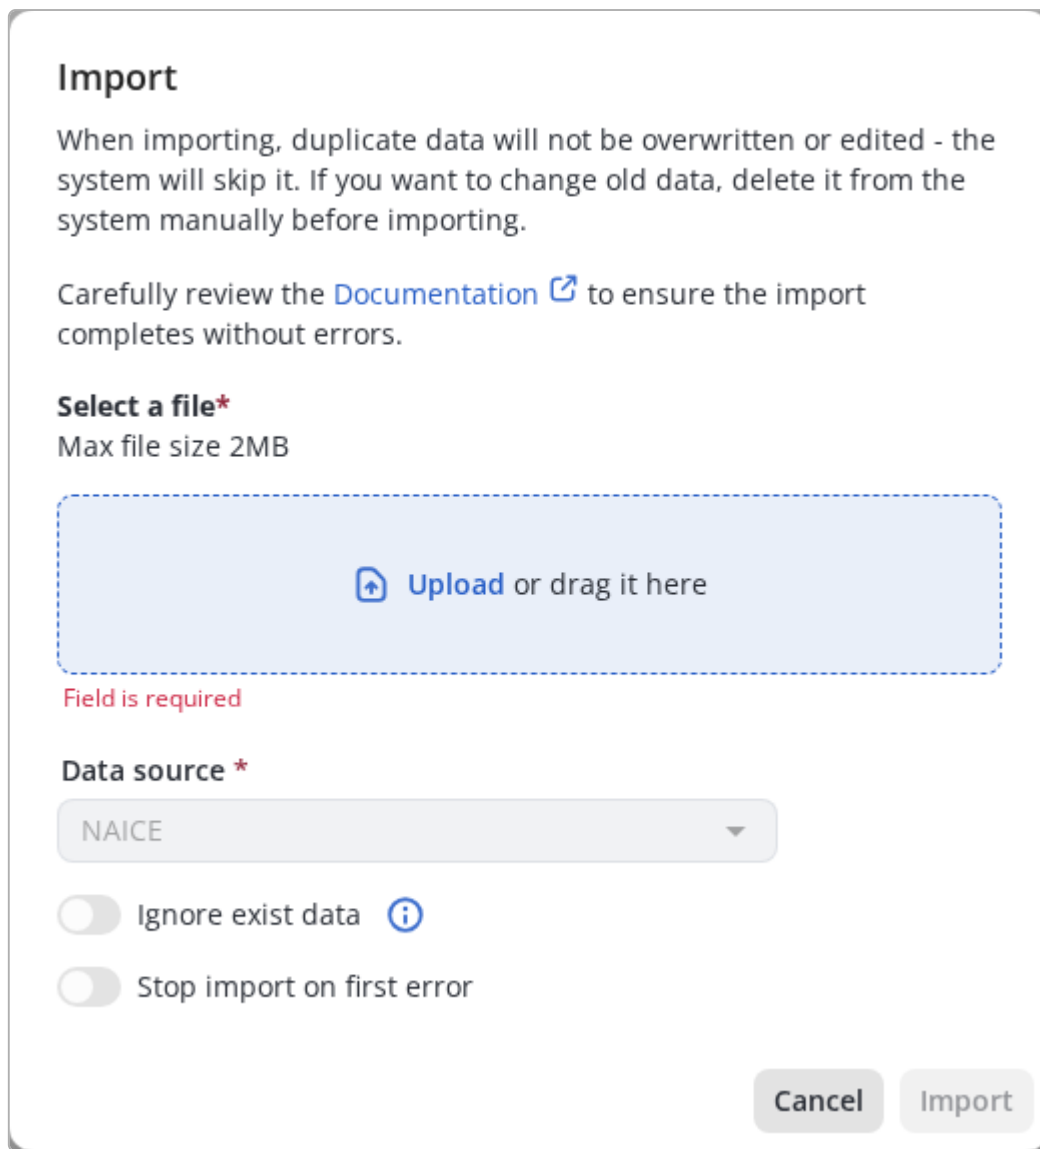 Import
When importing, duplicate data will not be overwritten or edited - the
system will skip it. If you want to change old data, delete it from the
system manually before importing.
Carefully review the Documentation to ensure the import
completes without errors.
Select a file*
Max file size 2MB
Upload or drag it here
Field is required
Data source *
NAICE
Ignore exist data
Stop import on first error
Cancel Import